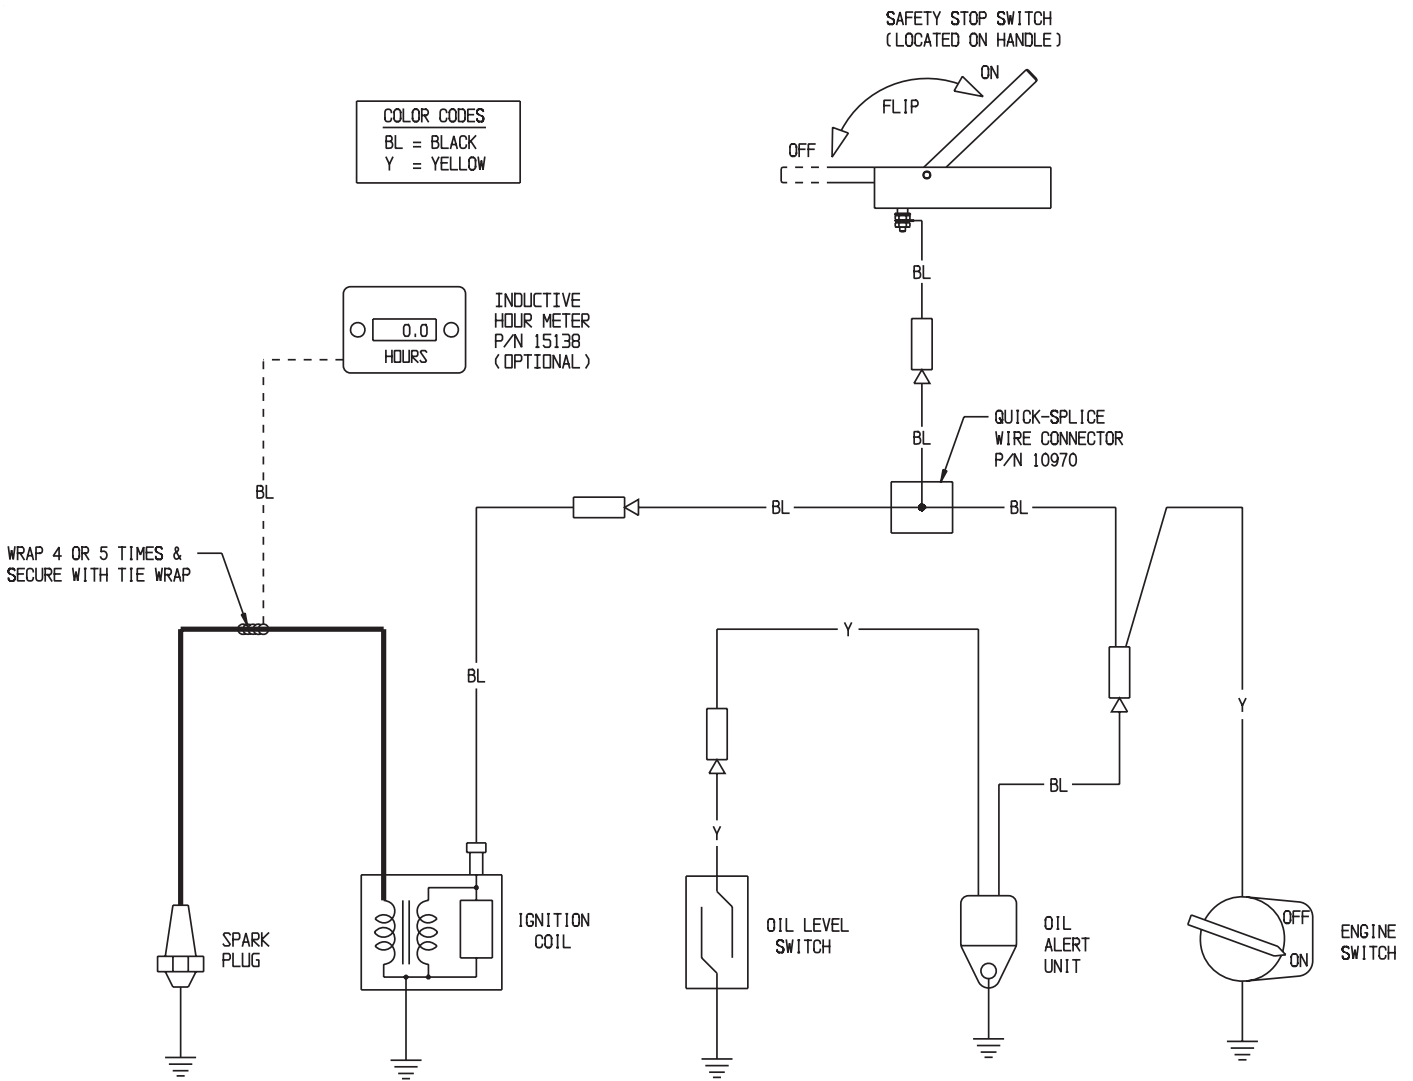 SAFETY STOP SWITCH
(LOCATED ON HANDLE)
ON
FLIP
OFF
COLOR CODES
BL = BLACK
Y = YELLOW
BL
INDUCTIVE
HOUR METER
P/N 15138
(OPTIONAL)
0.0
HOURS
BL
QUICK-SPLICE
WIRE CONNECTOR
P/N 10970
BL
BL
BL
WRAP 4 OR 5 TIMES &
SECURE WITH TIE WRAP
Y
BL
Y
BL
Y
SPARK
PLUG
IGNITION
COIL
OIL LEVEL
SWITCH
OIL
ALERT
UNIT
OFF
ON
ENGINE
SWITCH